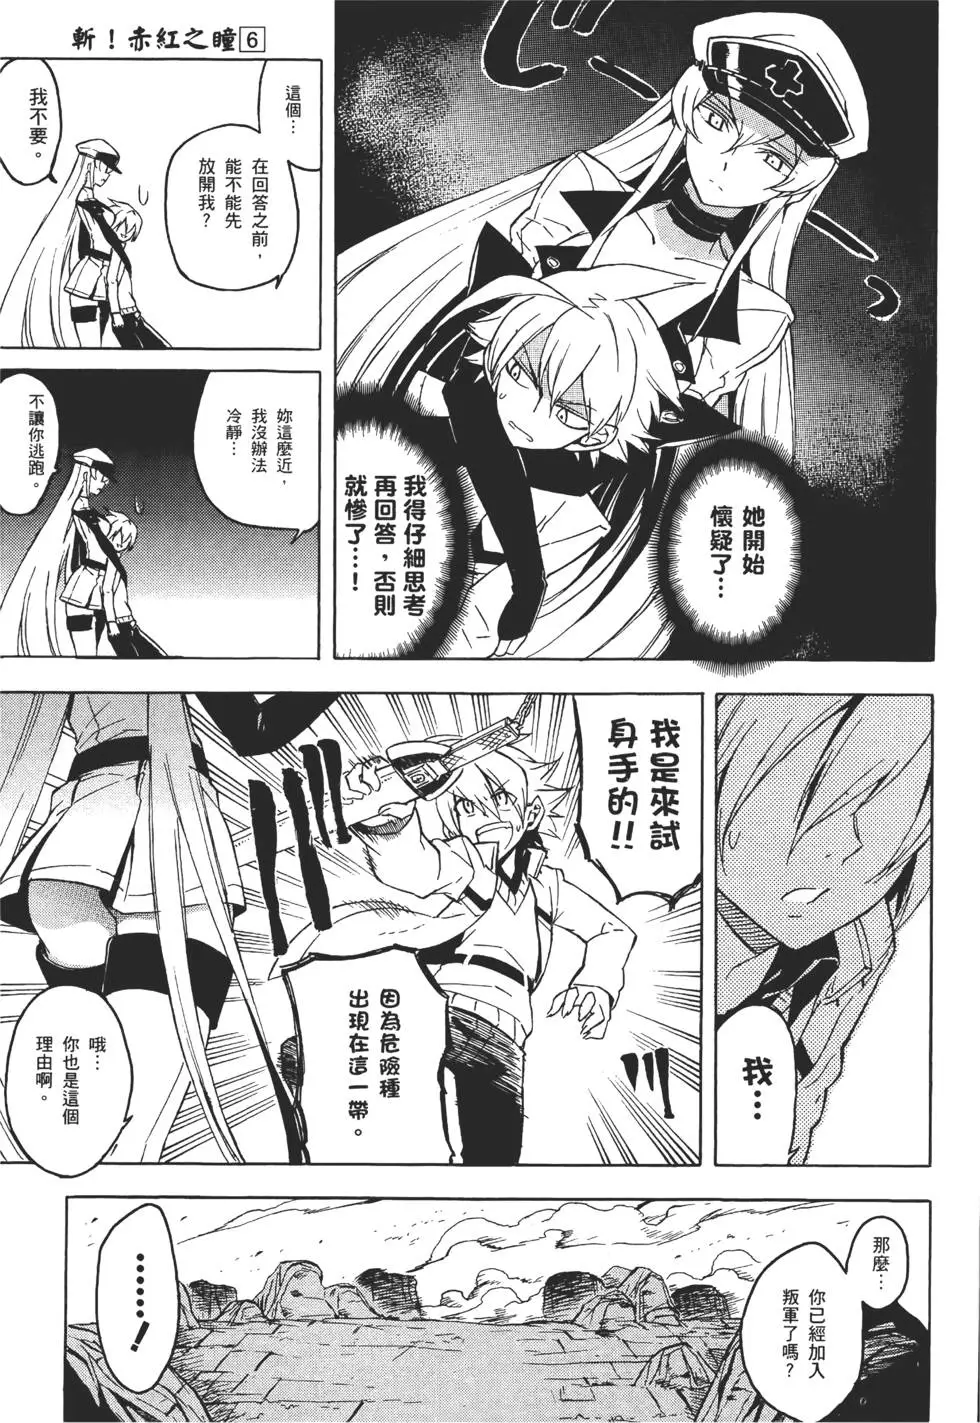 斬！赤紅之瞳6
ビーン
她開始
懷疑了…
我得仔細思考
再回答，否則
就慘了…！
這個…
在回答之前，
能不能先
放開我？
我不要。
妳這麼近，
我沒辦法
冷靜…
不讓你逃跑。
我…
我是來試
身手的!!
因為危險種
出現在這一帶。
哦…
你也是這個
理由啊。
那麼…
你已經加入
叛軍了嗎？
……！